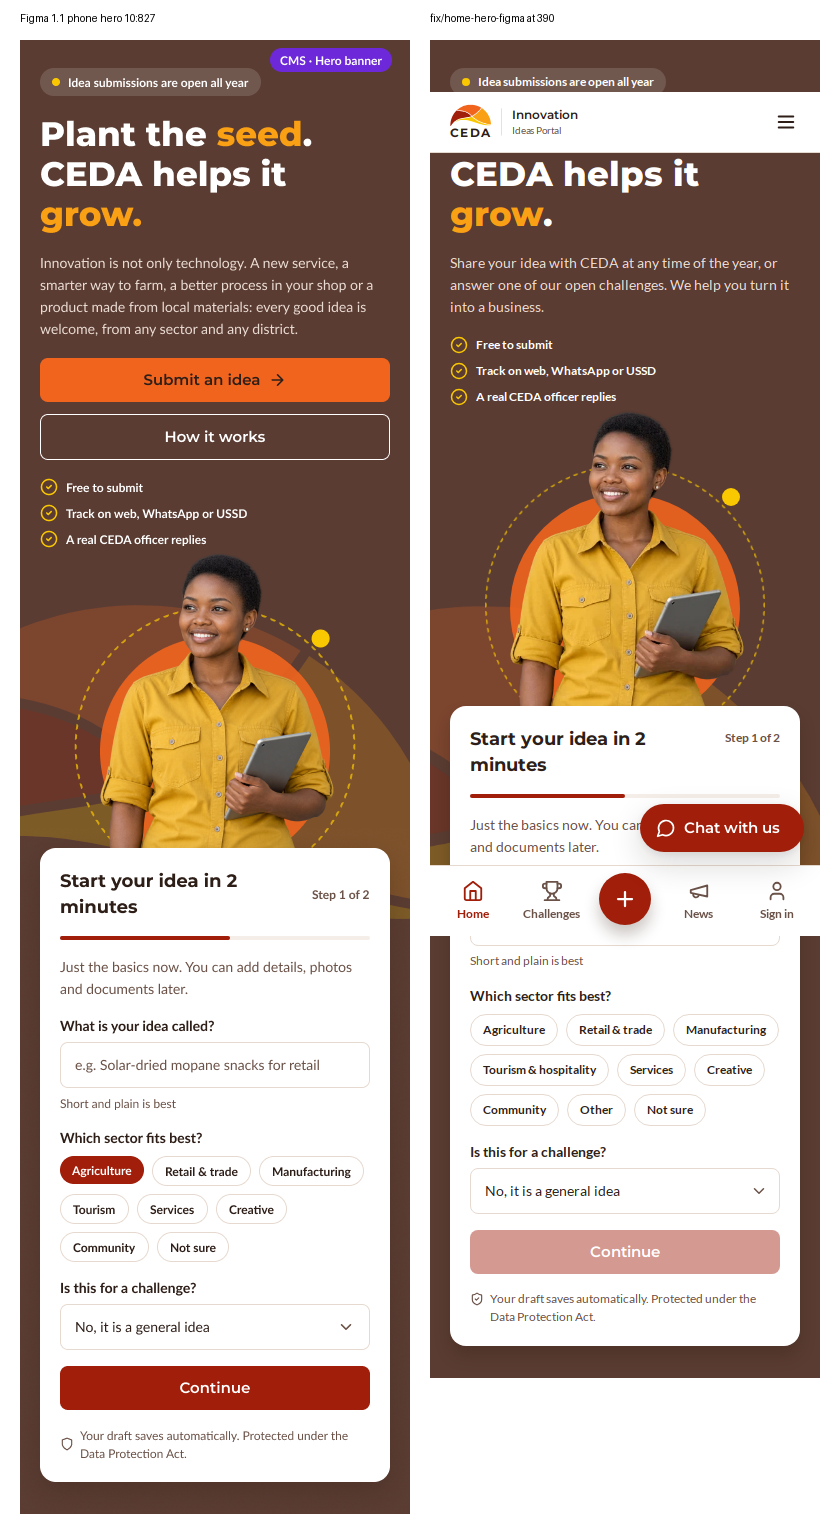 Figma 1.1 phone hero 10:827
CMS · Hero banner
Idea submissions are open all year
Plant the seed.
CEDA helps it
grow.
Innovation is not only technology. A new service, a
smarter way to farm, a better process in your shop or a
product made from local materials: every good idea is
welcome, from any sector and any district.
Submit an idea
How it works
Free to submit
Track on web, WhatsApp or USSD
A real CEDA officer replies
Start your idea in 2
minutes
Step 1 of 2
Just the basics now. You can add details, photos
and documents later.
What is your idea called?
e.g. Solar-dried mopane snacks for retail
Short and plain is best
Which sector fits best?
Agriculture
Retail & trade
Manufacturing
Tourism
Services
Creative
Community
Not sure
Is this for a challenge?
No, it is a general idea
Continue
Your draft saves automatically. Protected under the
Data Protection Act.
fix/home-hero-figma at 390
Idea submissions are open all year
CEDA
Innovation
Ideas Portal
CEDA helps it
grow.
Share your idea with CEDA at any time of the year, or
answer one of our open challenges. We help you turn it
into a business.
Free to submit
Track on web, WhatsApp or USSD
A real CEDA officer replies
Start your idea in 2
minutes
Step 1 of 2
Just the basics now. You can
and documents later.
Chat with us
Home
Challenges
News
Sign in
Short and plain is best
Which sector fits best?
Agriculture
Retail & trade
Manufacturing
Tourism & hospitality
Services
Creative
Community
Other
Not sure
Is this for a challenge?
No, it is a general idea
Continue
Your draft saves automatically. Protected under the
Data Protection Act.